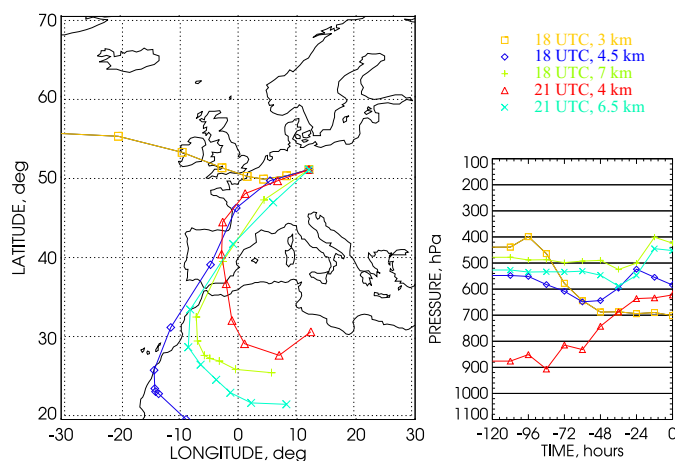 70
60
50
40
30
20
-30 -20 -10 0 10 20 30
LATITUDE, deg
LONGITUDE, deg
18 UTC, 3 km
18 UTC, 4.5 km
18 UTC, 7 km
21 UTC, 4 km
21 UTC, 6.5 km
100
200
300
400
500
600
700
800
900
1000
1100
-120 -96 -72 -48 -24 0
PRESSURE, hPa
TIME, hours